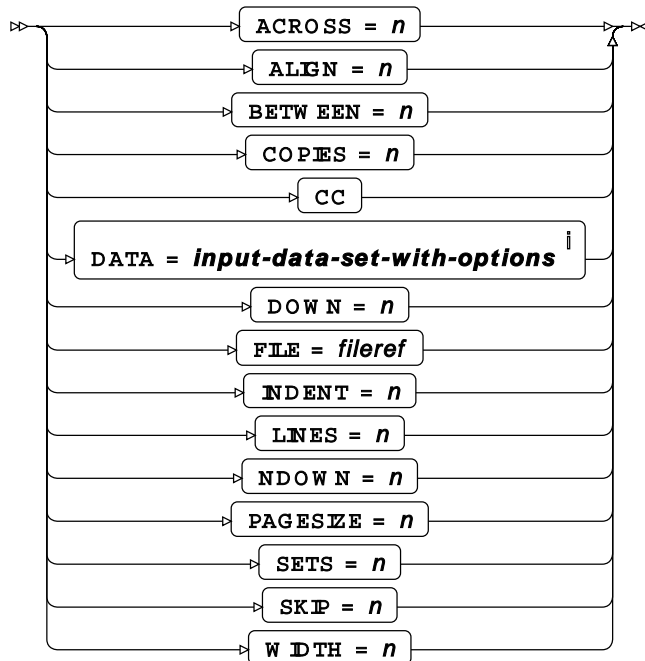 ACROSS = n
ALIGN = n
BETWEEN = n
COPIES = n
CC
DATA = input-data-set-with-options i
DOWN = n
FILE = fileref
INDENT = n
LINES = n
NDOWN = n
PAGESIZE = n
SETS = n
SKIP = n
WIDTH = n